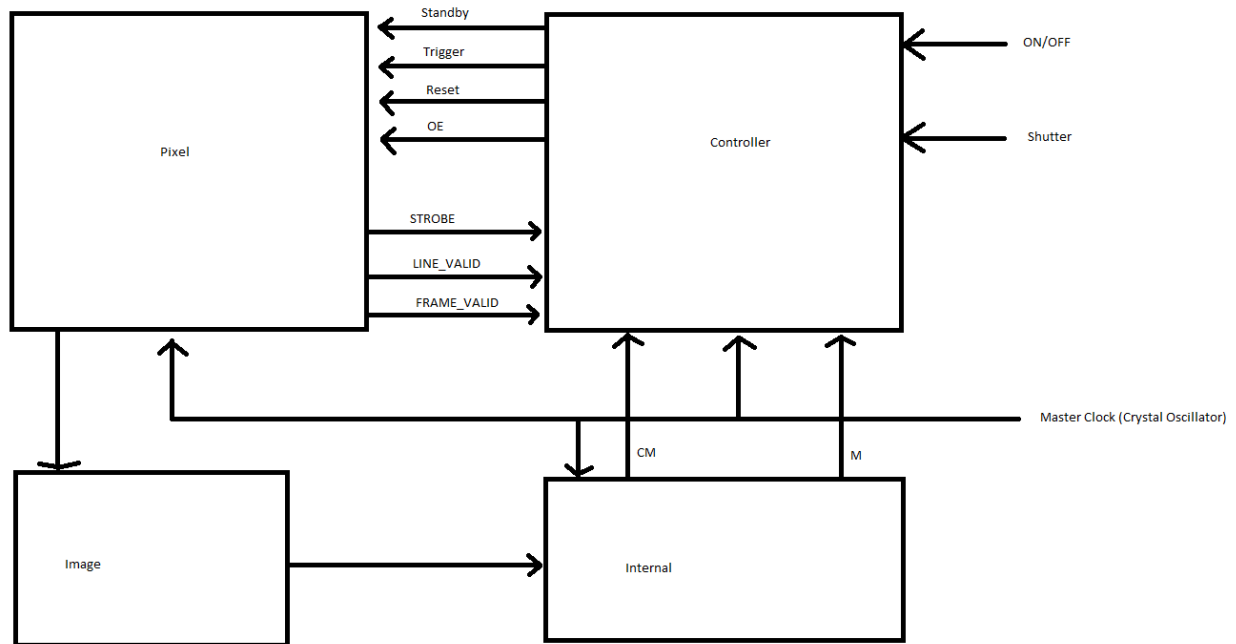 Standby
ON/OFF
Trigger
Reset
OE
Shutter
Pixel
Controller
STROBE
LINE_VALID
FRAME_VALID
Master Clock (Crystal Oscillator)
CM
M
Image
Internal